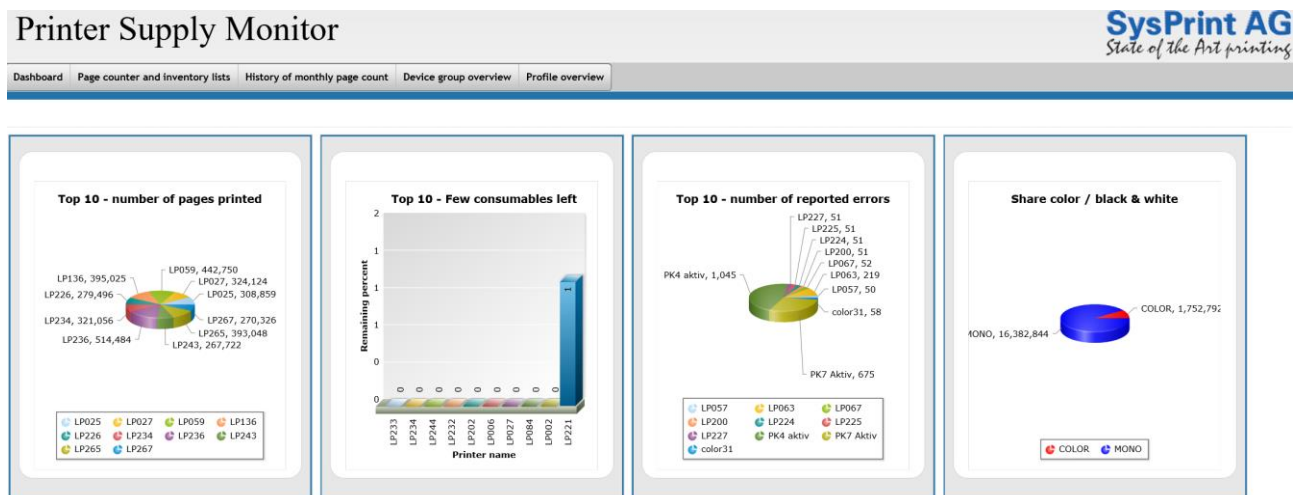 Printer Supply Monitor
SysPrint AG
State of the Art printing
Dashboard Page counter and inventory lists History of monthly page count Device group overview Profile overview
Top 10 - number of pages printed
LP059, 442,750
LP136, 395,025
LP027, 324,124
LP226, 279,496
LP025, 308,859
LP234, 321,056
LP267, 270,326
LP265, 393,048
LP236, 514,484
LP243, 267,722
LP025 LP027 LP059 LP136
LP226 LP234 LP236 LP243
LP265 LP267
Top 10 - Few consumables left
2
1
1
1
0
0
Remaining percent
0 0 0 0 0 0 0 0 0 1
LP233
LP234
LP244
LP232
LP202
LP006
LP027
LP084
LP002
LP221
Printer name
Top 10 - number of reported errors
LP227, 51
LP225, 51
LP224, 51
LP200, 51
LP067, 52
PK4 aktiv, 1,045
LP063, 219
LP057, 50
color31, 58
PK7 Aktiv, 675
LP057 LP063 LP067
LP200 LP224 LP225
LP227 PK4 aktiv PK7 Aktiv
color31
Share color / black & white
COLOR, 1,752,792
MONO, 16,382,844
COLOR MONO